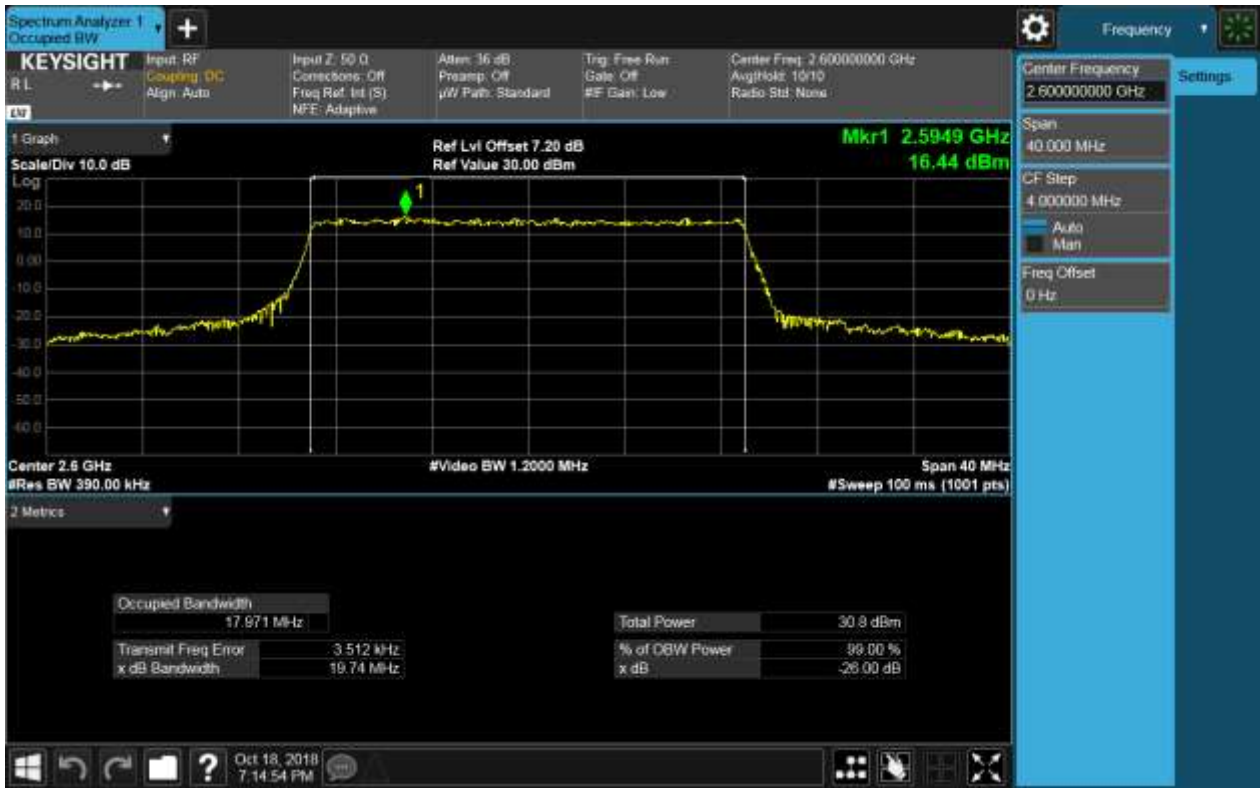 Spectrum Analyzer 1
Occupied BW
+
Frequency
KEYSIGHT
R L
Input: RF
Coupling: DC
Align: Auto
Input Z: 50 Ω
Corrections: Off
Freq Ref: Int (S)
NFE: Adaptive
Atten: 36 dB
Preamp: Off
µW Path: Standard
Trig: Free Run
Gate: Off
#IF Gain: Low
Center Freq: 2.600000000 GHz
Avg|Hold: 10/10
Radio Std: None
Center Frequency
2.600000000 GHz
Settings
Span
40.000 MHz
CF Step
4.000000 MHz
Auto
Man
Freq Offset
0 Hz
1 Graph
Scale/Div 10.0 dB
Ref Lvl Offset 7.20 dB
Ref Value 30.00 dBm
Mkr1 2.5949 GHz
16.44 dBm
Log
1
20.0
10.0
0.00
-10.0
-20.0
-30.0
-40.0
-50.0
-60.0
Center 2.6 GHz
#Res BW 390.00 kHz
#Video BW 1.2000 MHz
Span 40 MHz
#Sweep 100 ms (1001 pts)
2 Metrics
Occupied Bandwidth
17.971 MHz
Transmit Freq Error 3.512 kHz
x dB Bandwidth 19.74 MHz
Total Power 30.8 dBm
% of OBW Power 99.00 %
x dB -26.00 dB
?
Oct 18, 2018
7:14:54 PM